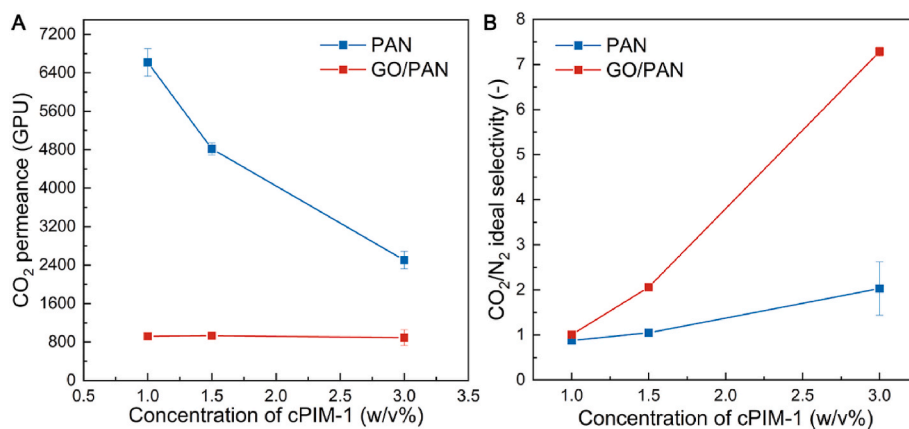 A
CO₂ permeance (GPU)
7200
6400
5600
4800
4000
3200
2400
1600
800
0
PAN
GO/PAN
0.5 1.0 1.5 2.0 2.5 3.0 3.5
Concentration of cPIM-1 (w/v%)
B
CO₂/N₂ ideal selectivity (-)
8
7
6
5
4
3
2
1
0
PAN
GO/PAN
1.0 1.5 2.0 2.5 3.0
Concentration of cPIM-1 (w/v%)